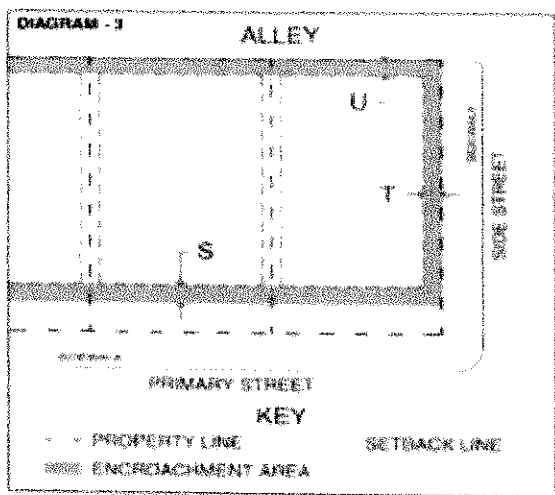 DIAGRAM - 3
ALLEY
U
T
SIDE STREET
S
PRIMARY STREET
KEY
PROPERTY LINE
SETBACK LINE
ENCROACHMENT AREA